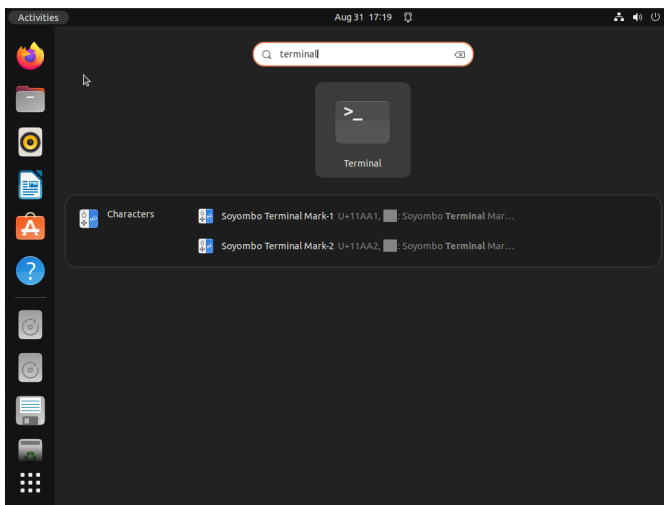 Activities
Aug 31 17:19
terminal
Terminal
Characters
Soyombo Terminal Mark-1 U+11AA1, : Soyombo Terminal Mar...
Soyombo Terminal Mark-2 U+11AA2, : Soyombo Terminal Mar...